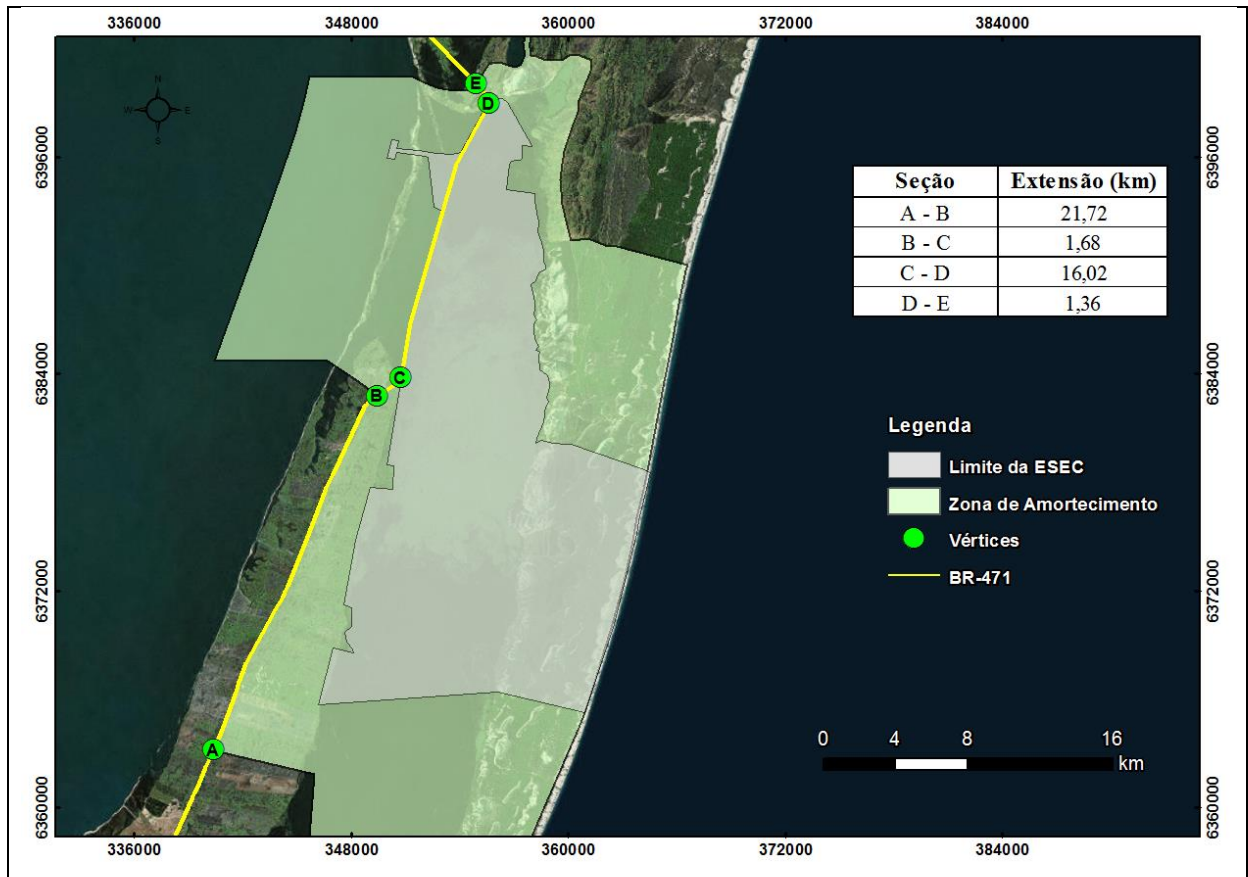 336000 348000 360000 372000 384000
N
W E
S
E
D
C
B
A
6396000 6396000
6384000 6384000
6372000 6372000
6360000 6360000
Seção Extensão (km)
A - B 21,72
B - C 1,68
C - D 16,02
D - E 1,36
Legenda
Limite da ESEC
Zona de Amortecimento
Vértices
BR-471
0 4 8 16
km
336000 348000 360000 372000 384000